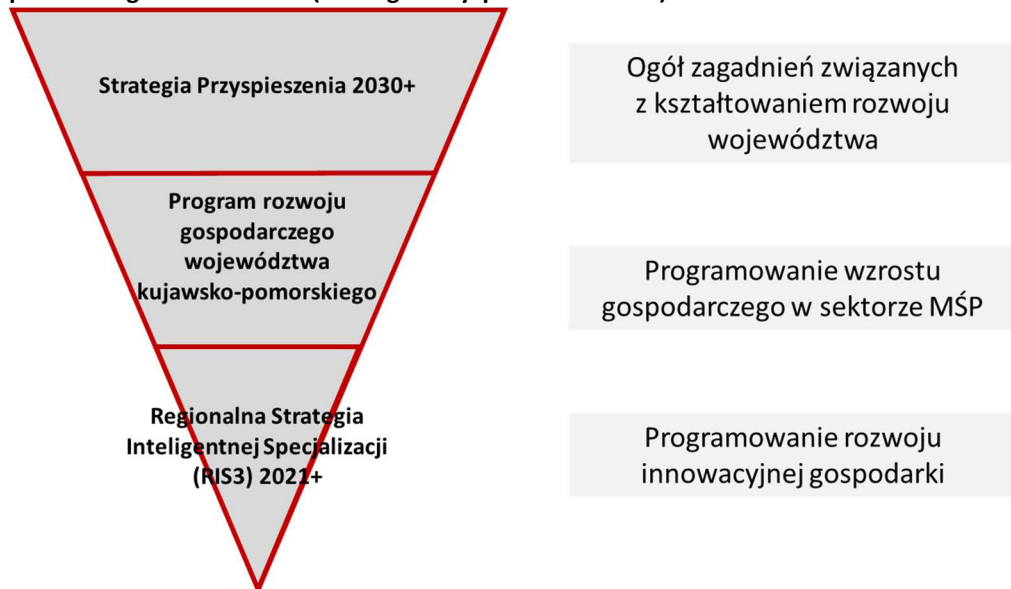 Strategia Przyspieszenia 2030+
Ogół zagadnień związanych
z kształtowaniem rozwoju
województwa
Program rozwoju
gospodarczego
województwa
kujawsko-pomorskiego
Programowanie wzrostu
gospodarczego w sektorze MŚP
Regionalna Strategia
Inteligentnej Specjalizacji
(RIS3) 2021+
Programowanie rozwoju
innowacyjnej gospodarki